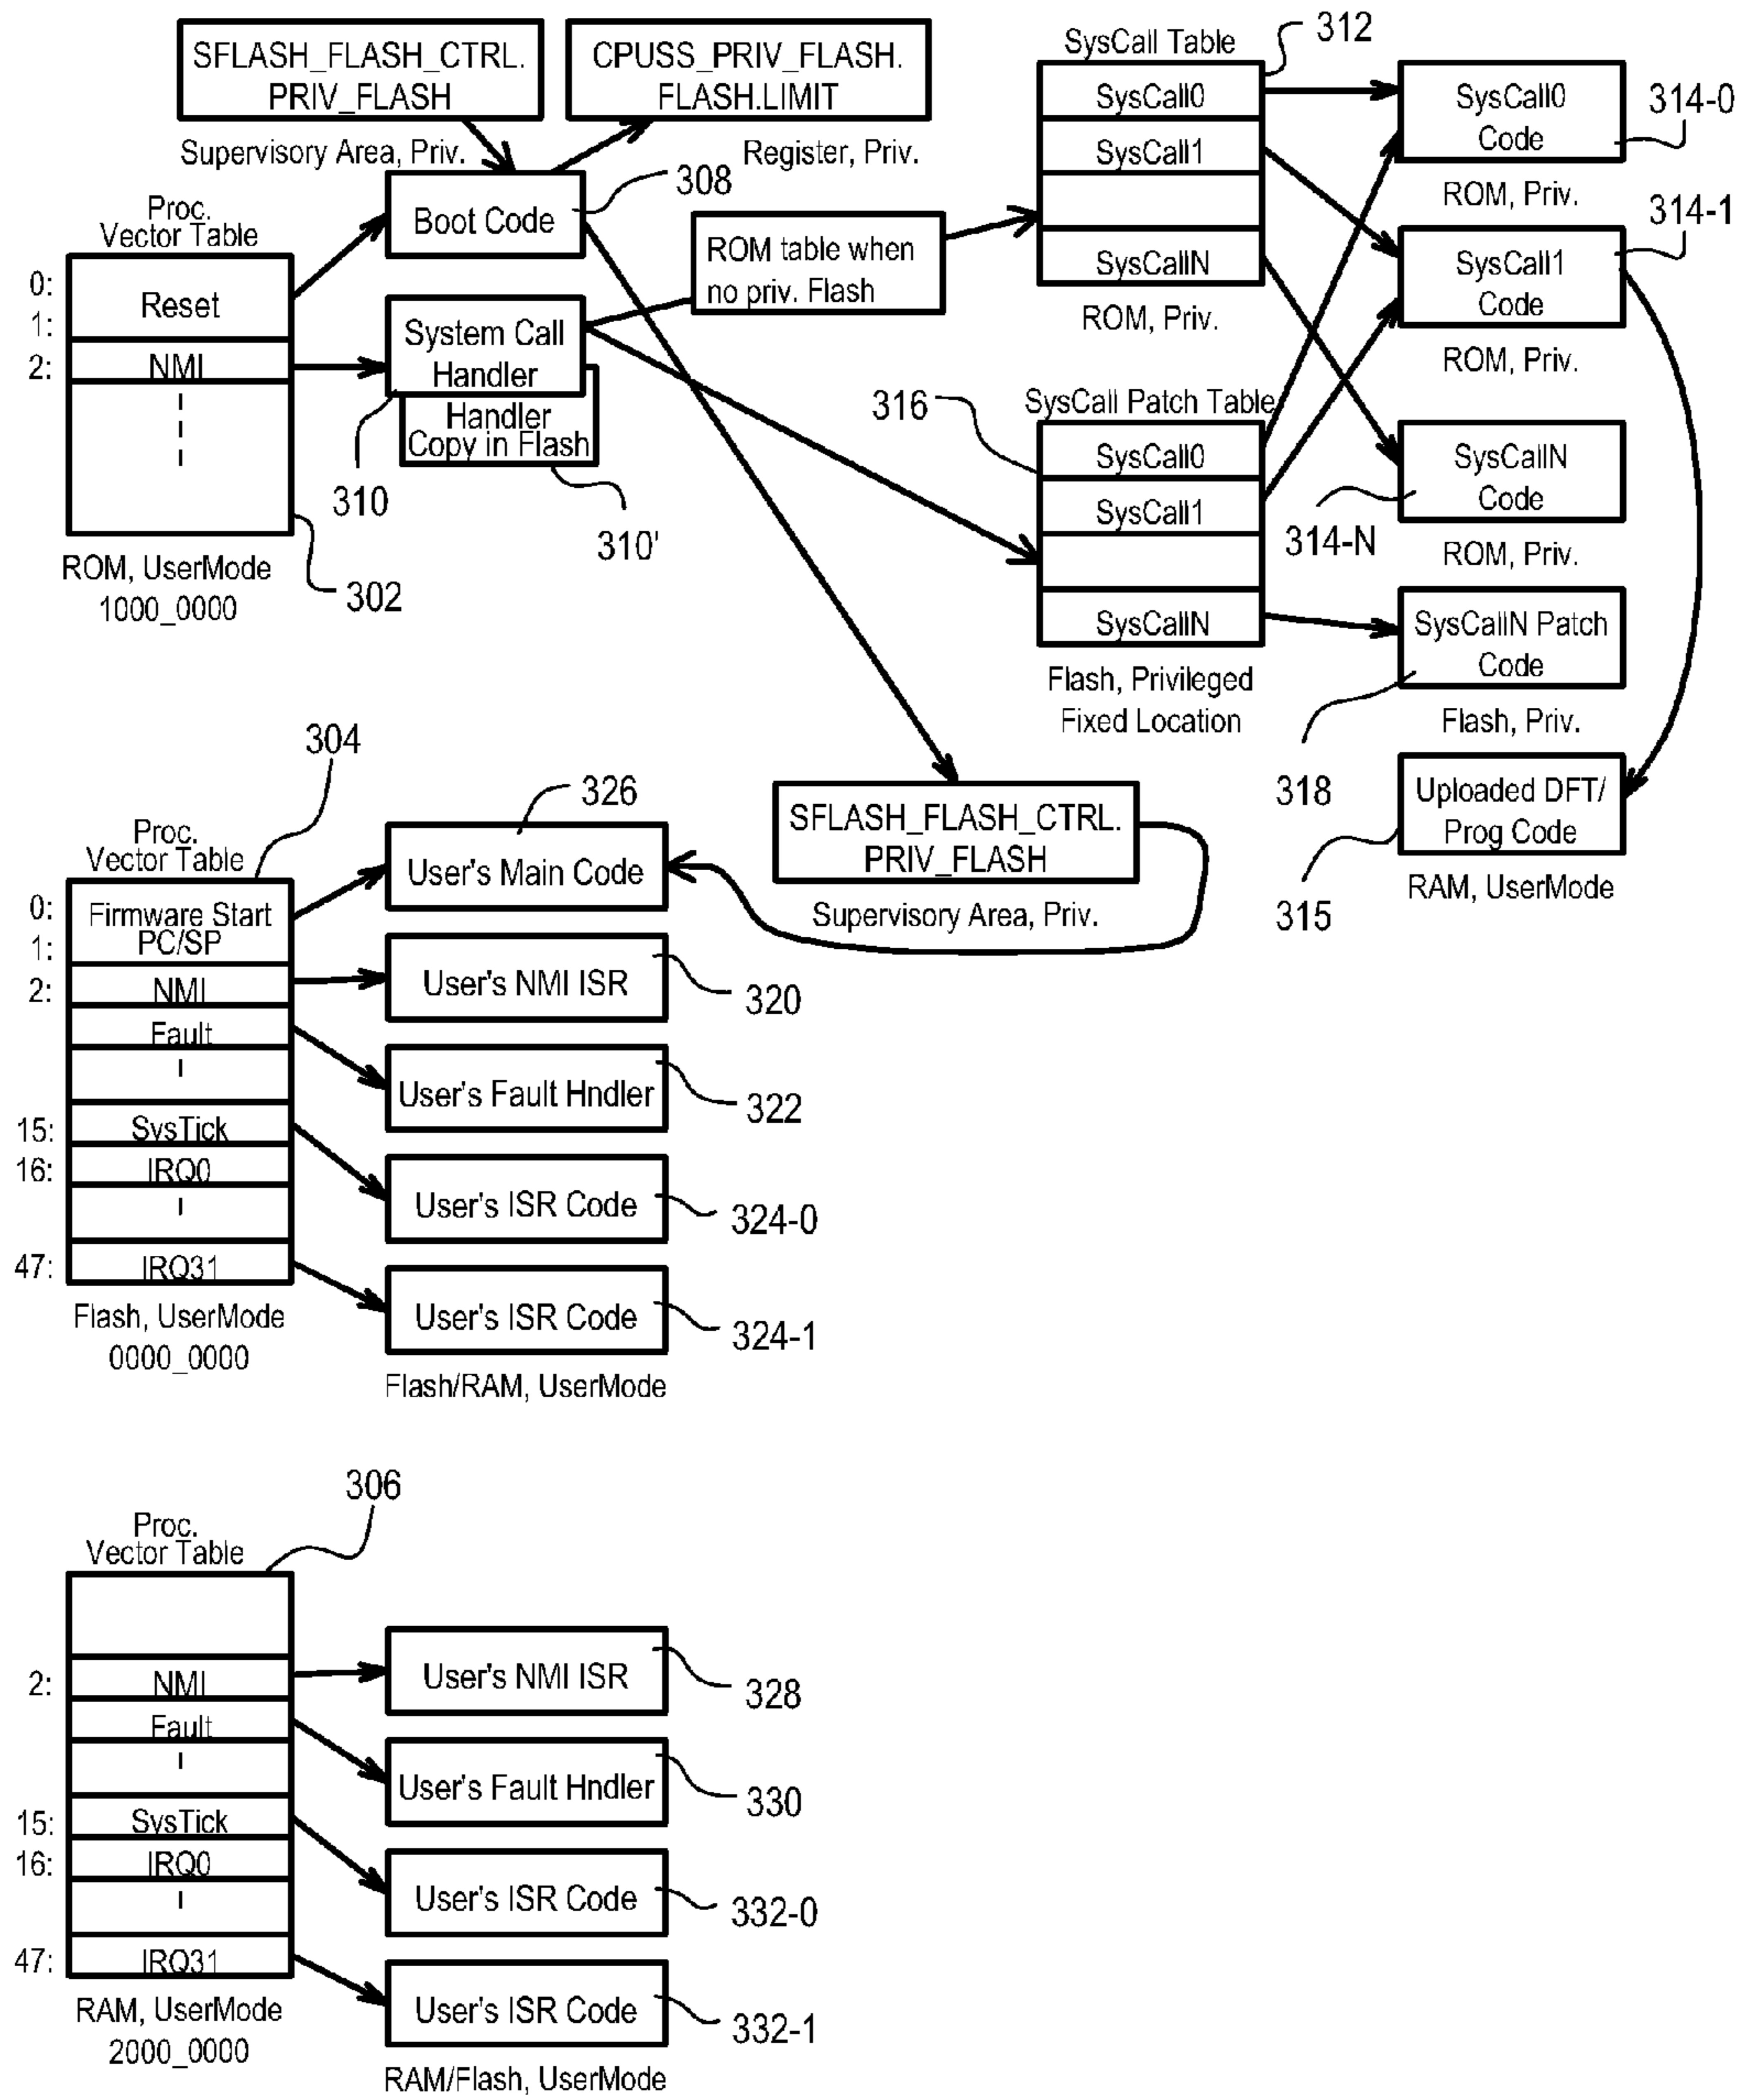 SFLASH_FLASH_CTRL.
PRIV_FLASH
Supervisory Area, Priv.
CPUSS_PRIV_FLASH.
FLASH.LIMIT
Register, Priv.
Boot Code
308
Proc.
Vector Table
0:
Reset
1:
2:
NMI
ROM, UserMode
1000_0000
302
System Call
Handler
Handler
Copy in Flash
310
310'
ROM table when
no priv. Flash
SysCall Table
312
SysCall0
SysCall1
SysCallN
ROM, Priv.
SysCall0
Code
314-0
ROM, Priv.
SysCall1
Code
314-1
ROM, Priv.
SysCallN
Code
314-N
ROM, Priv.
316
SysCall Patch Table
SysCall0
SysCall1
SysCallN
Flash, Privileged
Fixed Location
SysCallN Patch
Code
318
Flash, Priv.
Uploaded DFT/
Prog Code
315
RAM, UserMode
SFLASH_FLASH_CTRL.
PRIV_FLASH
Supervisory Area, Priv.
304
Proc.
Vector Table
0:
Firmware Start
1:
PC/SP
2:
NMI
Fault
15:
SysTick
16:
IRQ0
47:
IRQ31
Flash, UserMode
0000_0000
326
User's Main Code
User's NMI ISR
320
User's Fault Hndler
322
User's ISR Code
324-0
User's ISR Code
324-1
Flash/RAM, UserMode
306
Proc.
Vector Table
2:
NMI
Fault
15:
SysTick
16:
IRQ0
47:
IRQ31
RAM, UserMode
2000_0000
User's NMI ISR
328
User's Fault Hndler
330
User's ISR Code
332-0
User's ISR Code
332-1
RAM/Flash, UserMode